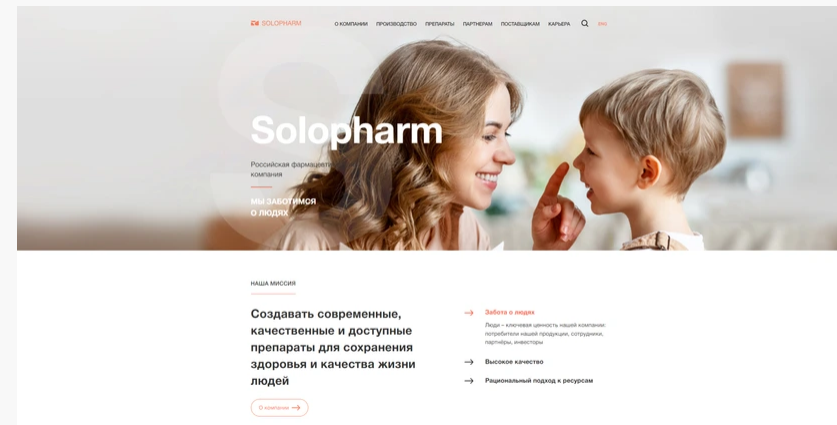 SOLOPHARM
О КОМПАНИИ ПРОИЗВОДСТВО ПРЕПАРАТЫ ПАРТНЕРАМ ПОСТАВЩИКАМ КАРЬЕРА ENG
Solopharm
Российская
компания
МЫ ЗАБОТИМСЯ
О ЛЮДЯХ
НАША МИССИЯ
Создавать современные,
качественные и доступные
препараты для сохранения
здоровья и качества жизни
людей
О компании
Забота о людях
Люди – ключевая ценность нашей компании:
потребители нашей продукции, сотрудники,
партнёры, инвесторы
Высокое качество
Рациональный подход к ресурсам